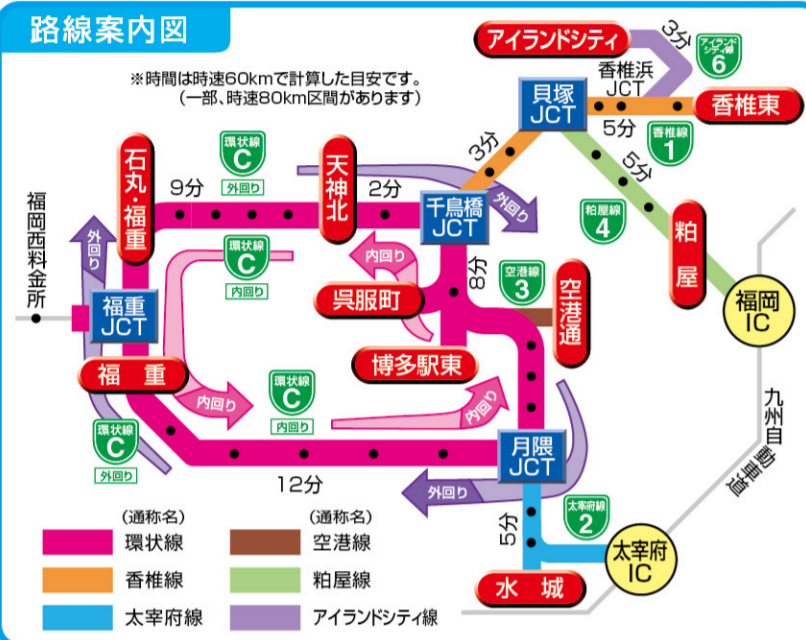 路線案内図
※時間は時速60kmで計算した目安です。
(一部、時速80km区間があります)
アイランドシティ
3分
アイランド
シティ線
6
香椎浜
JCT
貝塚
JCT
香椎東
5分
香椎線
1
3分
5分
粕屋線
4
粕屋
福岡
IC
九州自動車道
石丸・福重
環状線
C
外回り
9分
天神北
2分
外回り
千鳥橋
JCT
福岡西料金所
外回り
環状線
C
内回り
内回り
8分
空港線
3
空港通
呉服町
博多駅東
福重
JCT
福重
内回り
環状線
C
内回り
内回り
環状線
C
外回り
12分
月隈
JCT
外回り
5分
太宰府線
2
太宰府
IC
水城
(通称名)
環状線
香椎線
太宰府線
(通称名)
空港線
粕屋線
アイランドシティ線